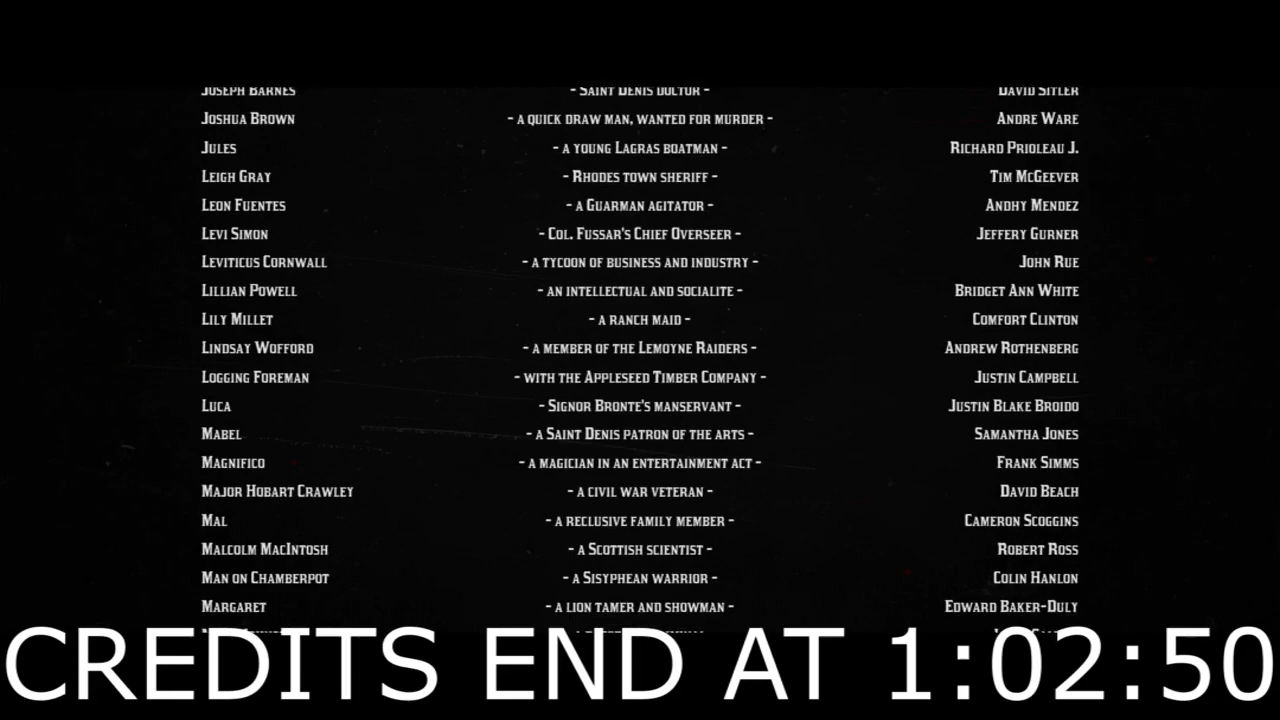 Joseph Barnes - Saint Denis doctor - David Sitler
Joshua Brown - a quick draw man, wanted for murder - Andre Ware
Jules - a young Lagras boatman - Richard Prioleau J.
Leigh Gray - Rhodes town sheriff - Tim McGeever
Leon Fuentes - a Guarman agitator - Andhy Mendez
Levi Simon - Col. Fussar's Chief Overseer - Jeffery Gurner
Leviticus Cornwall - a tycoon of business and industry - John Rue
Lillian Powell - an intellectual and socialite - Bridget Ann White
Lily Millet - a ranch maid - Comfort Clinton
Lindsay Wofford - a member of the Lemoyne Raiders - Andrew Rothenberg
Logging Foreman - with the Appleseed Timber Company - Justin Campbell
Luca - Signor Bronte's manservant - Justin Blake Broido
Mabel - a Saint Denis patron of the arts - Samantha Jones
Magnifico - a magician in an entertainment act - Frank Simms
Major Hobart Crawley - a civil war veteran - David Beach
Mal - a reclusive family member - Cameron Scoggins
Malcolm MacIntosh - a Scottish scientist - Robert Ross
Man on Chamberpot - a Sisyphean warrior - Colin Hanlon
Margaret - a lion tamer and showman - Edward Baker-Duly
CREDITS END AT 1:02:50